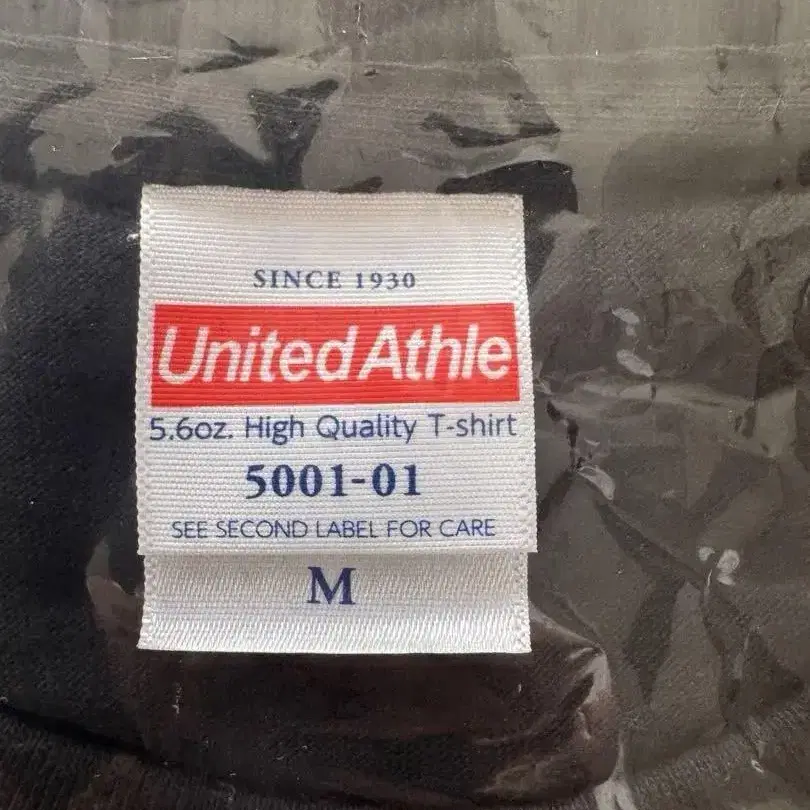 SINCE 1930
United Athle
5.6oz. High Quality T-shirt
5001-01
SEE SECOND LABEL FOR CARE
M